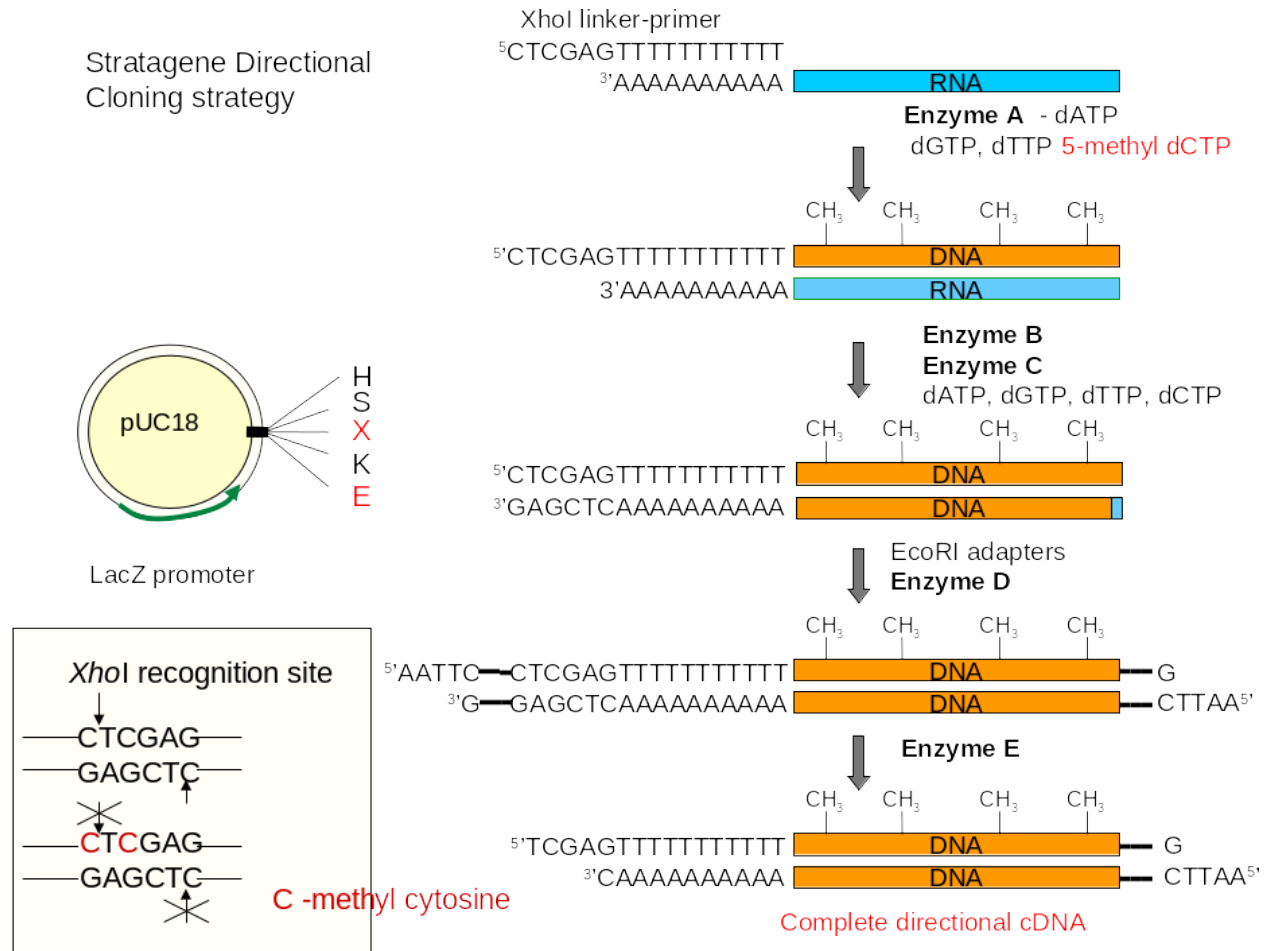 Stratagene Directional
Cloning strategy
XhoI linker-primer
5CTCGAGTTTTTTTTTTT
3'AAAAAAAAAA
RNA
Enzyme A - dATP
dGTP, dTTP 5-methyl dCTP
CH3 CH3 CH3 CH3
5'CTCGAGTTTTTTTTTTT DNA
3'AAAAAAAAAA RNA
Enzyme B
Enzyme C
dATP, dGTP, dTTP, dCTP
CH3 CH3 CH3 CH3
5'CTCGAGTTTTTTTTTTT DNA
3'GAGCTCAAAAAAAAAA DNA
EcoRI adapters
Enzyme D
CH3 CH3 CH3 CH3
5'AATTC CTCGAGTTTTTTTTTTT DNA G
3'G GAGCTCAAAAAAAAAA DNA CTTAA5'
Enzyme E
CH3 CH3 CH3 CH3
5'TCGAGTTTTTTTTTTT DNA G
3'CAAAAAAAAAA DNA CTTAA5'
Complete directional cDNA
pUC18
H
S
X
K
E
LacZ promoter
XhoI recognition site
CTCGAG
GAGCTC
CTCGAG
GAGCTC
C -methyl cytosine